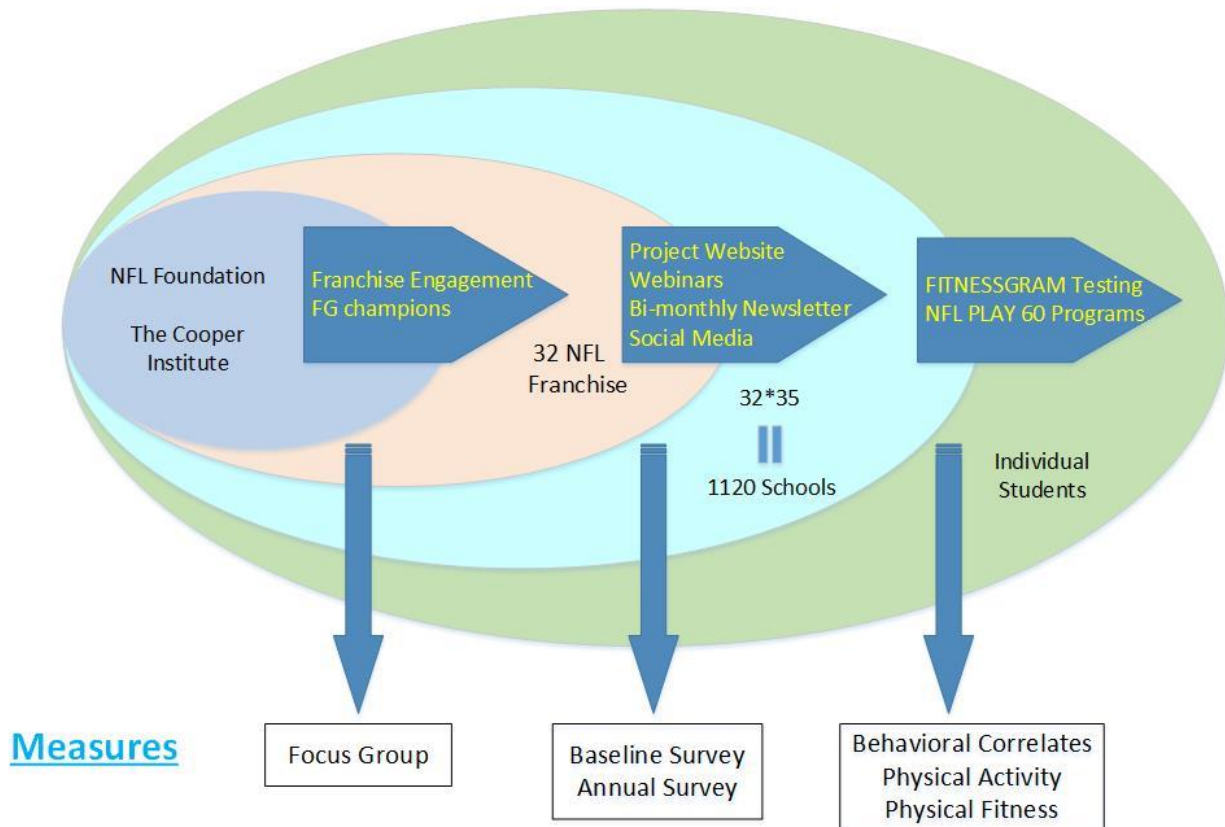 NFL Foundation
The Cooper
Institute
Franchise Engagement
FG champions
32 NFL
Franchise
Project Website
Webinars
Bi-monthly Newsletter
Social Media
32*35
1120 Schools
FITNESSGRAM Testing
NFL PLAY 60 Programs
Individual
Students
Measures
Focus Group
Baseline Survey
Annual Survey
Behavioral Correlates
Physical Activity
Physical Fitness